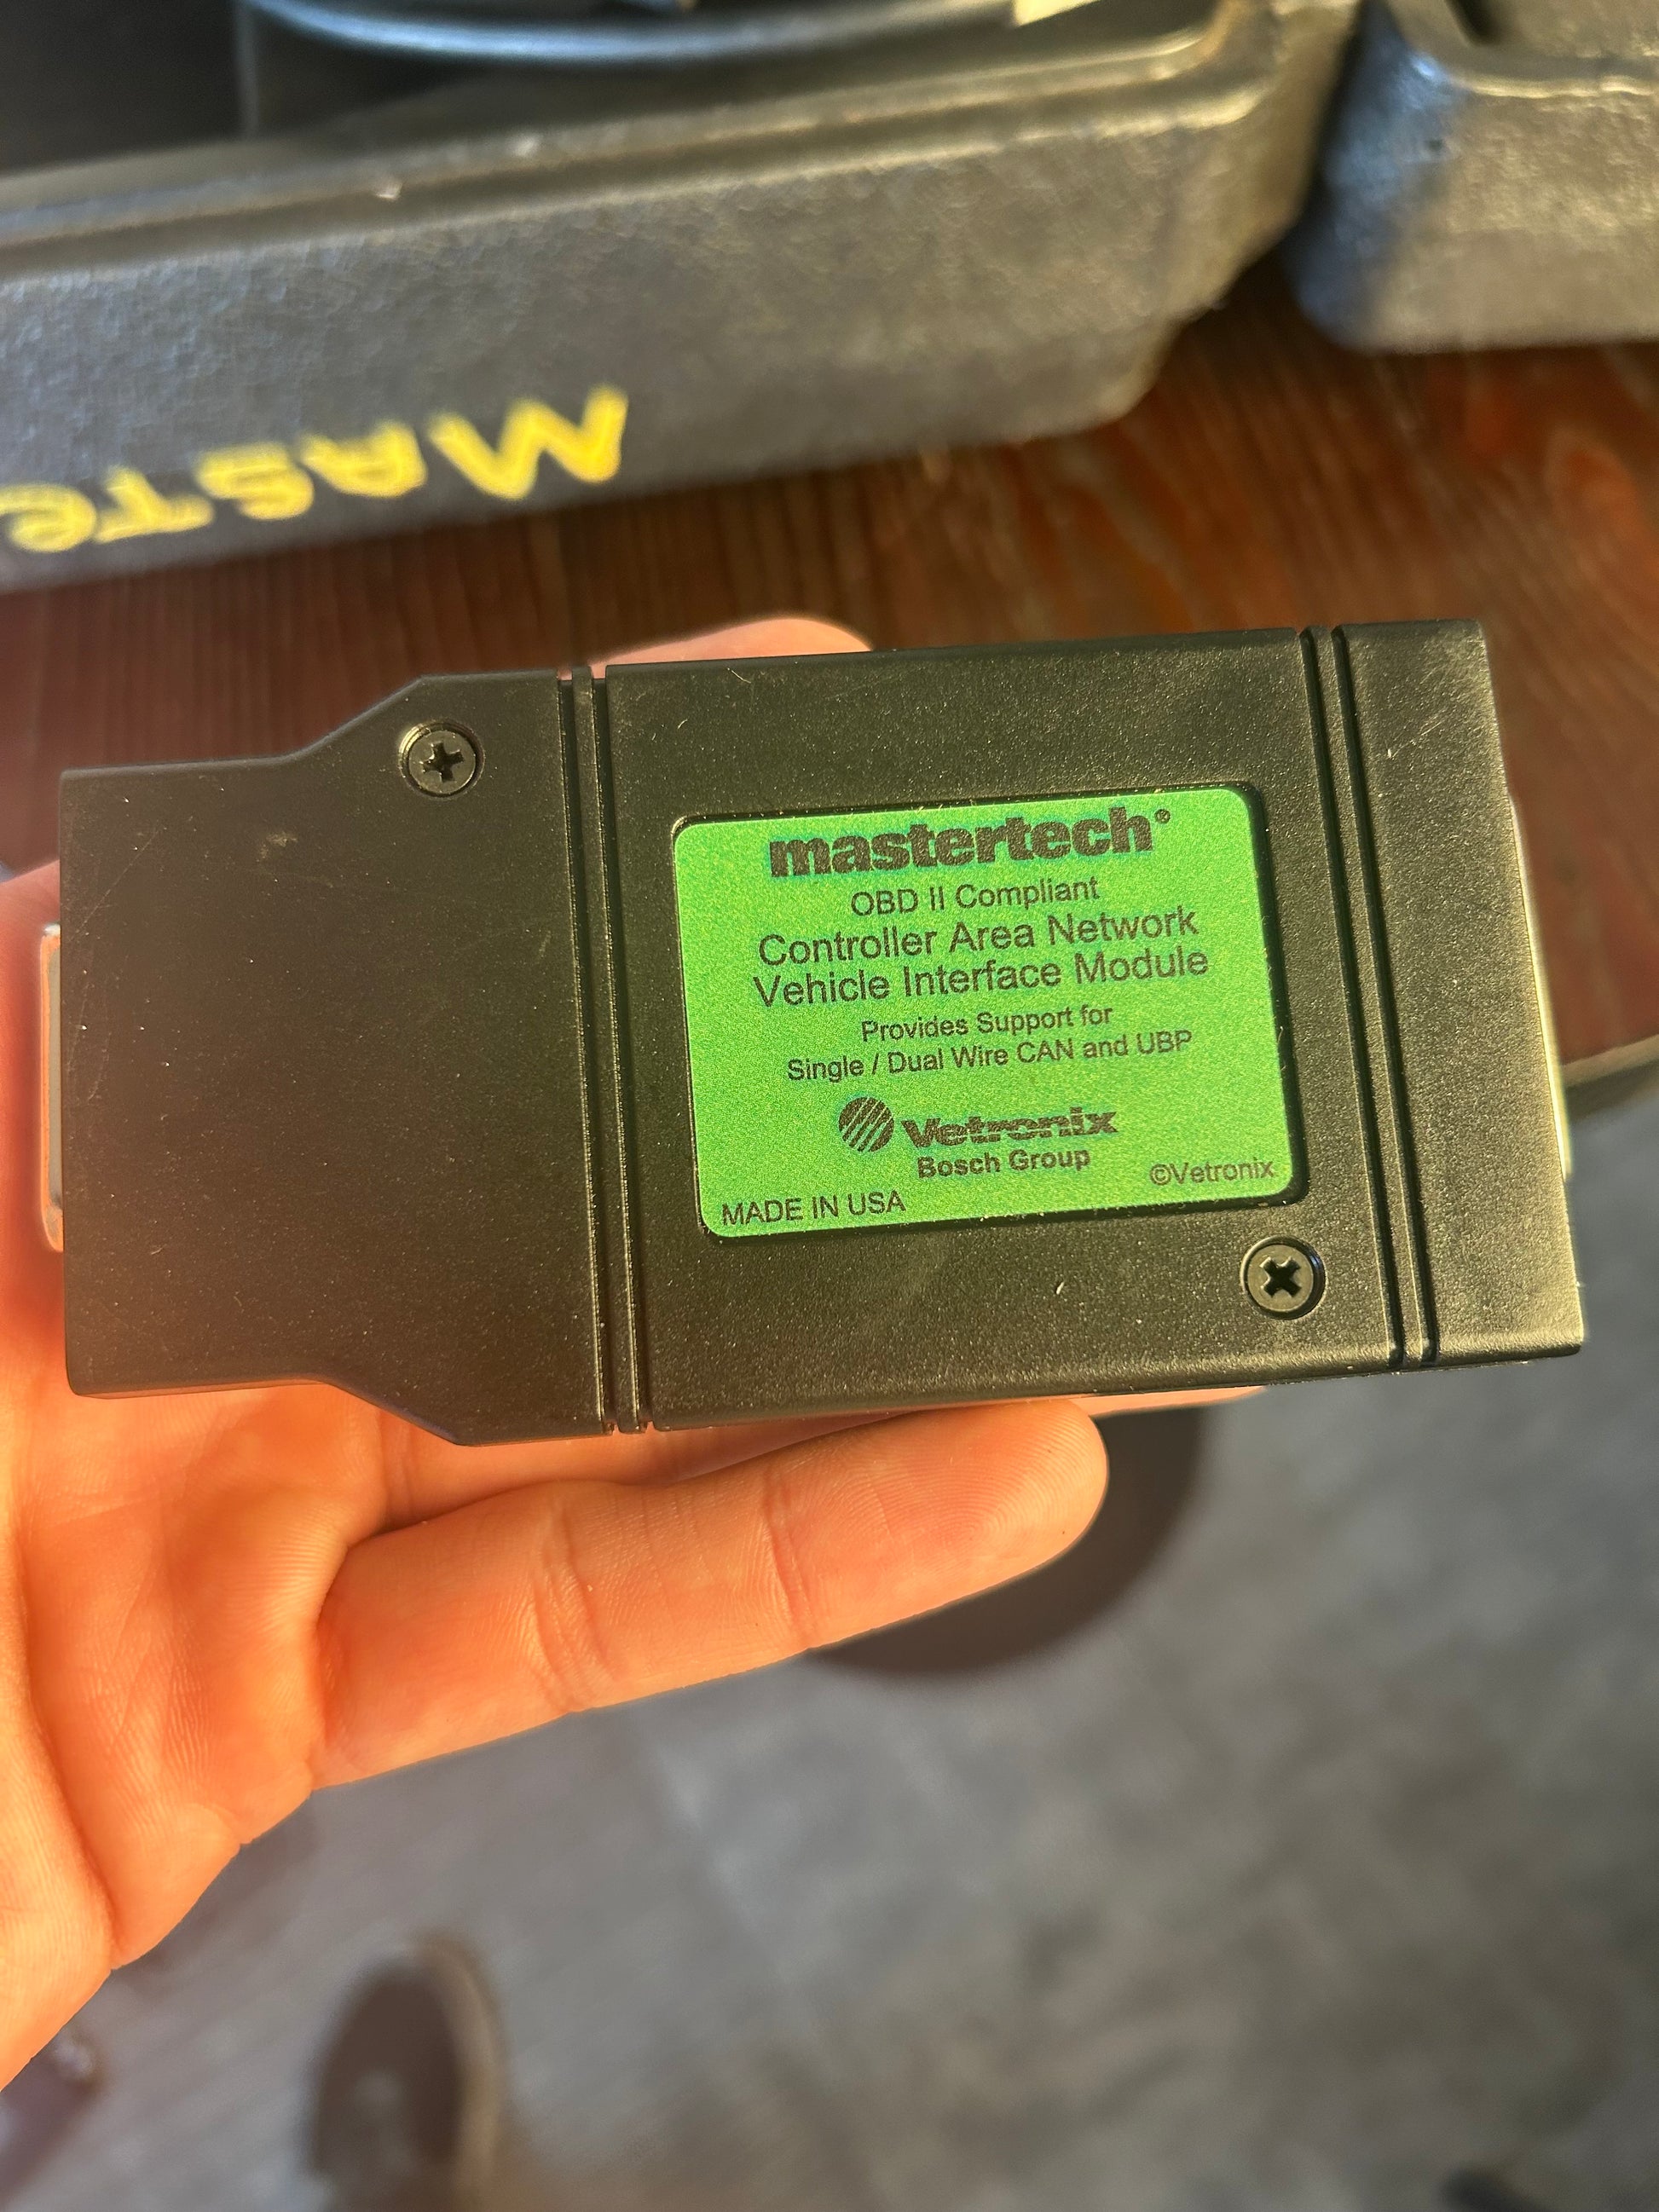 MASTe
mastertech®
OBD II Compliant
Controller Area Network
Vehicle Interface Module
Provides Support for
Single / Dual Wire CAN and UBP
Vetronix
Bosch Group
©Vetronix
MADE IN USA